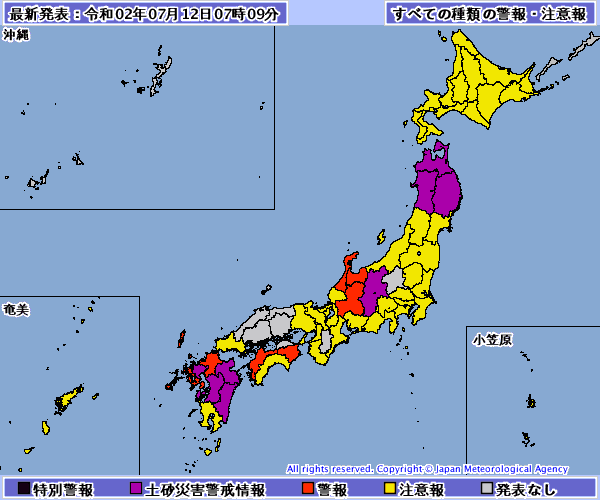 最新発表：令和02年07月12日07時09分
すべての種類の警報・注意報
沖縄
奄美
小笠原
All rights reserved. Copyright © Japan Meteorological Agency
特別警報 土砂災害警戒情報 警報 注意報 発表なし